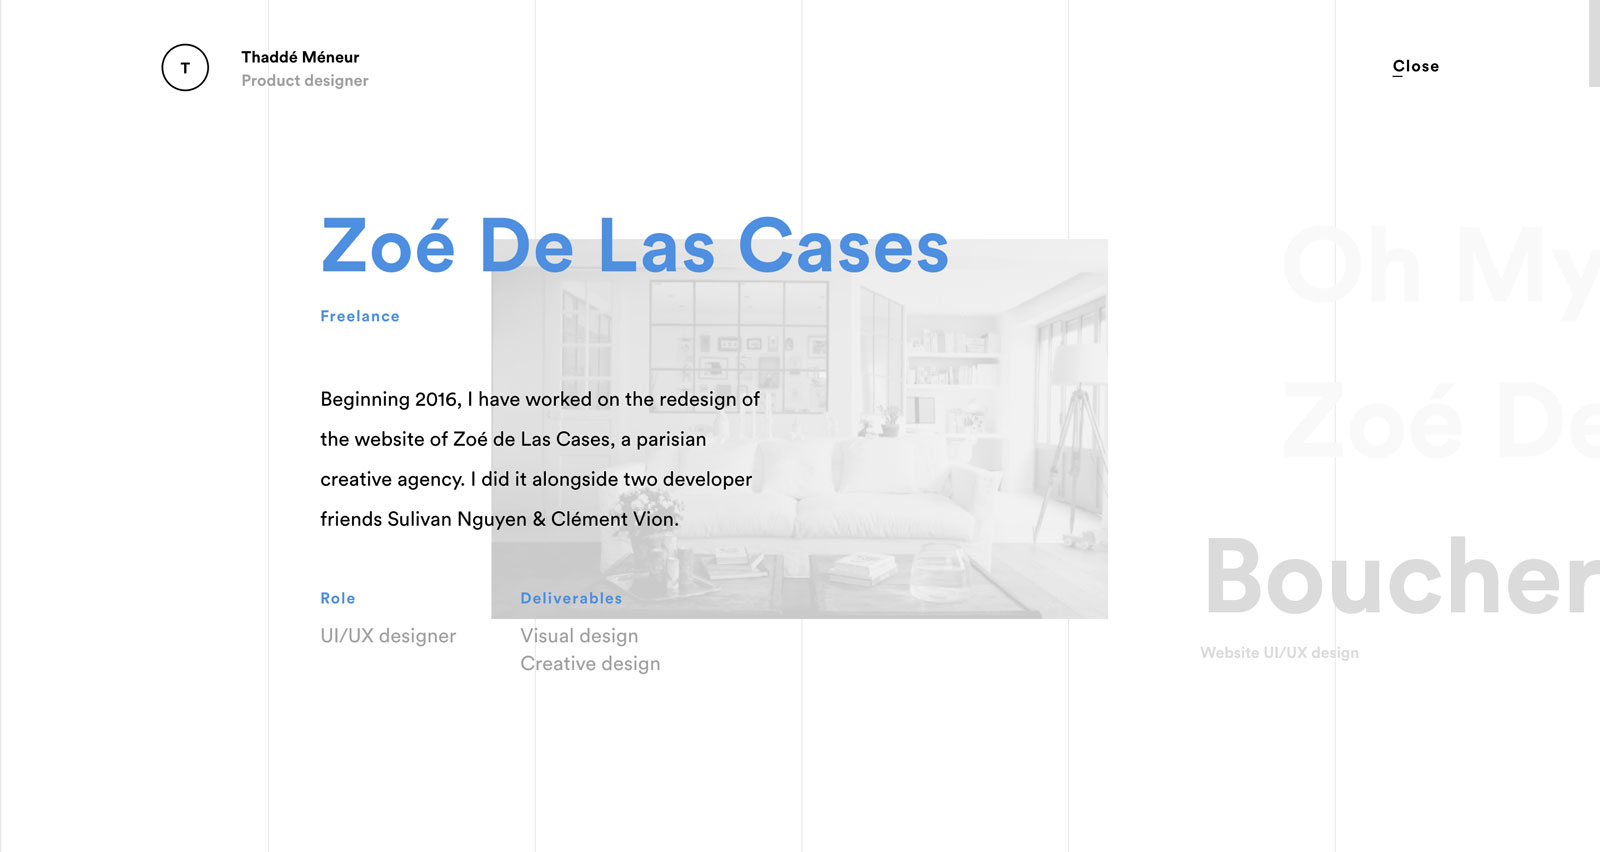 T
Thaddé Méneur
Product designer
Close
Zoé De Las Cases
Freelance
Beginning 2016, I have worked on the redesign of
the website of Zoé de Las Cases, a parisian
creative agency. I did it alongside two developer
friends Sulivan Nguyen & Clément Vion.
Role
UI/UX designer
Deliverables
Visual design
Creative design
Oh My
Zoé De
Boucher
Website UI/UX design